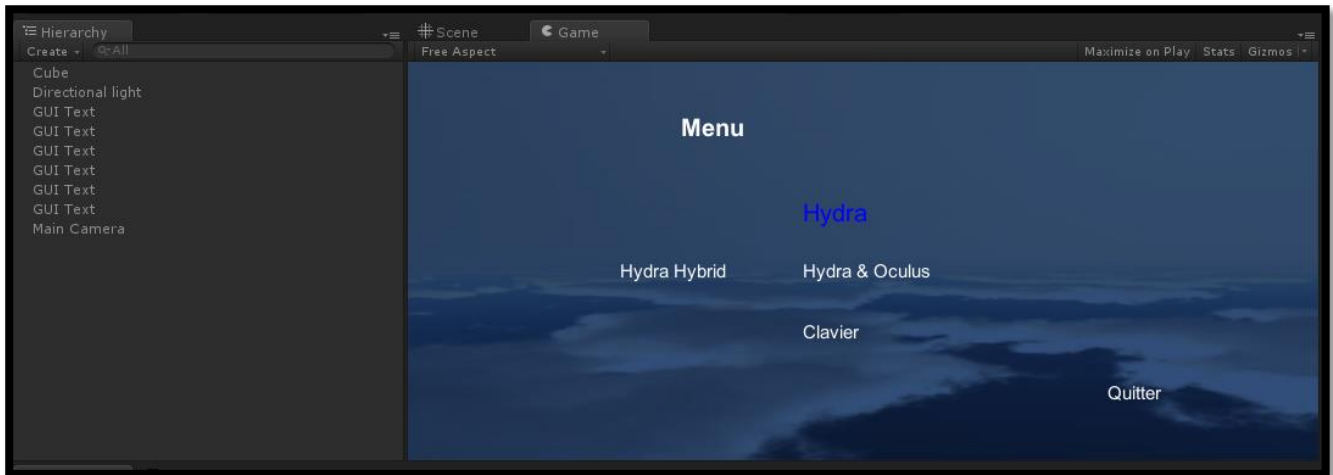 Hierarchy
Create
All
Cube
Directional light
GUI Text
GUI Text
GUI Text
GUI Text
GUI Text
GUI Text
Main Camera
Scene Game
Free Aspect Maximize on Play Stats Gizmos
Menu
Hydra
Hydra Hybrid Hydra & Oculus
Clavier
Quitter